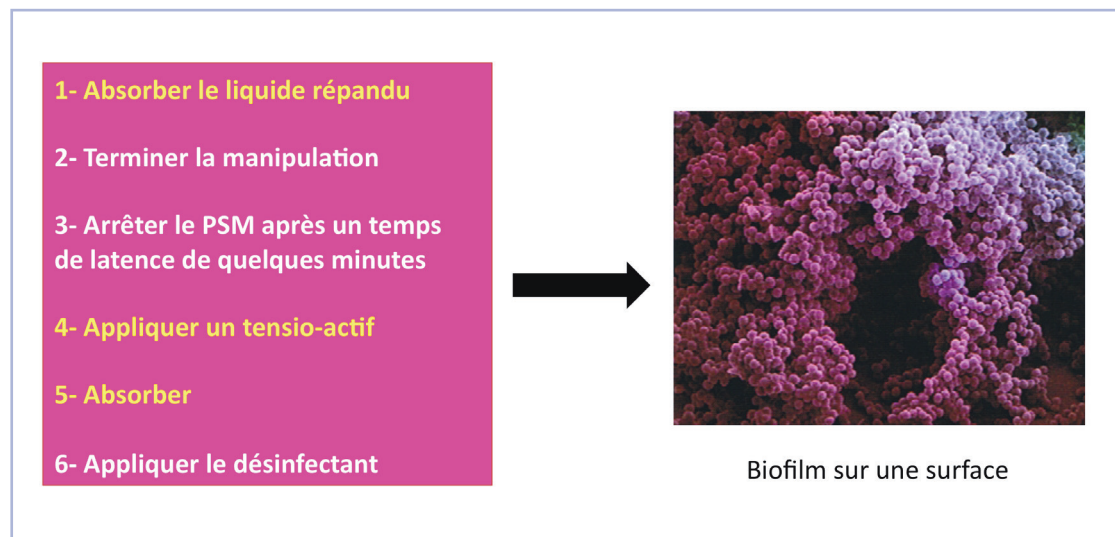 1- Absorber le liquide répandu
2- Terminer la manipulation
3- Arrêter le PSM après un temps
de latence de quelques minutes
4- Appliquer un tensio-actif
5- Absorber
6- Appliquer le désinfectant
Biofilm sur une surface